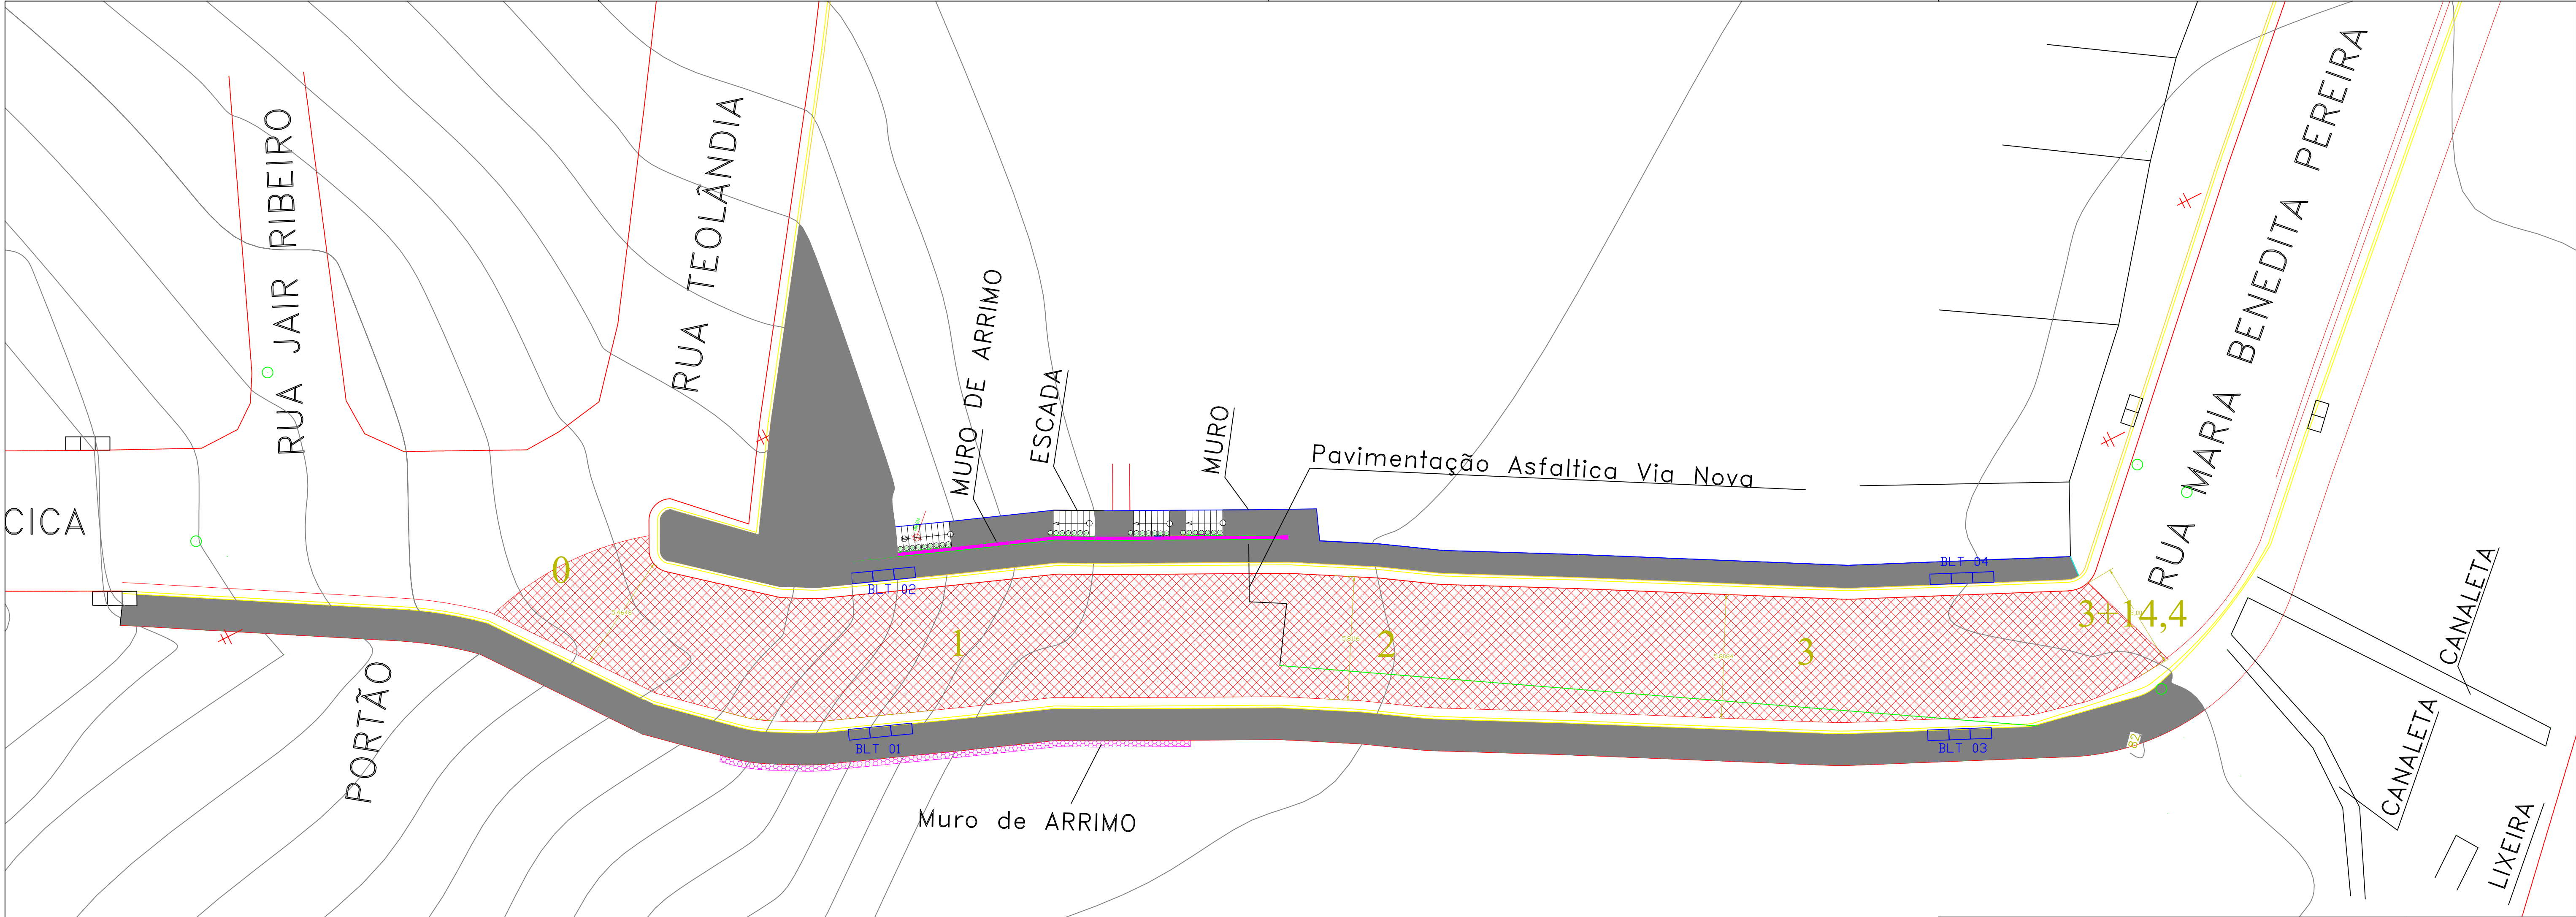 RUA JAIR RIBEIRO
RUA TEOLÂNDIA
RUA MARIA BENEDITA PEREIRA
MURO DE ARRIMO
ESCADA
MURO
Pavimentação Asfaltica Via Nova
CICA
0
1
2
3
3+14,4
BLT 02
BLT 04
BLT 01
BLT 03
PORTÃO
Muro de ARRIMO
CANALETA
CANALETA
LIXEIRA